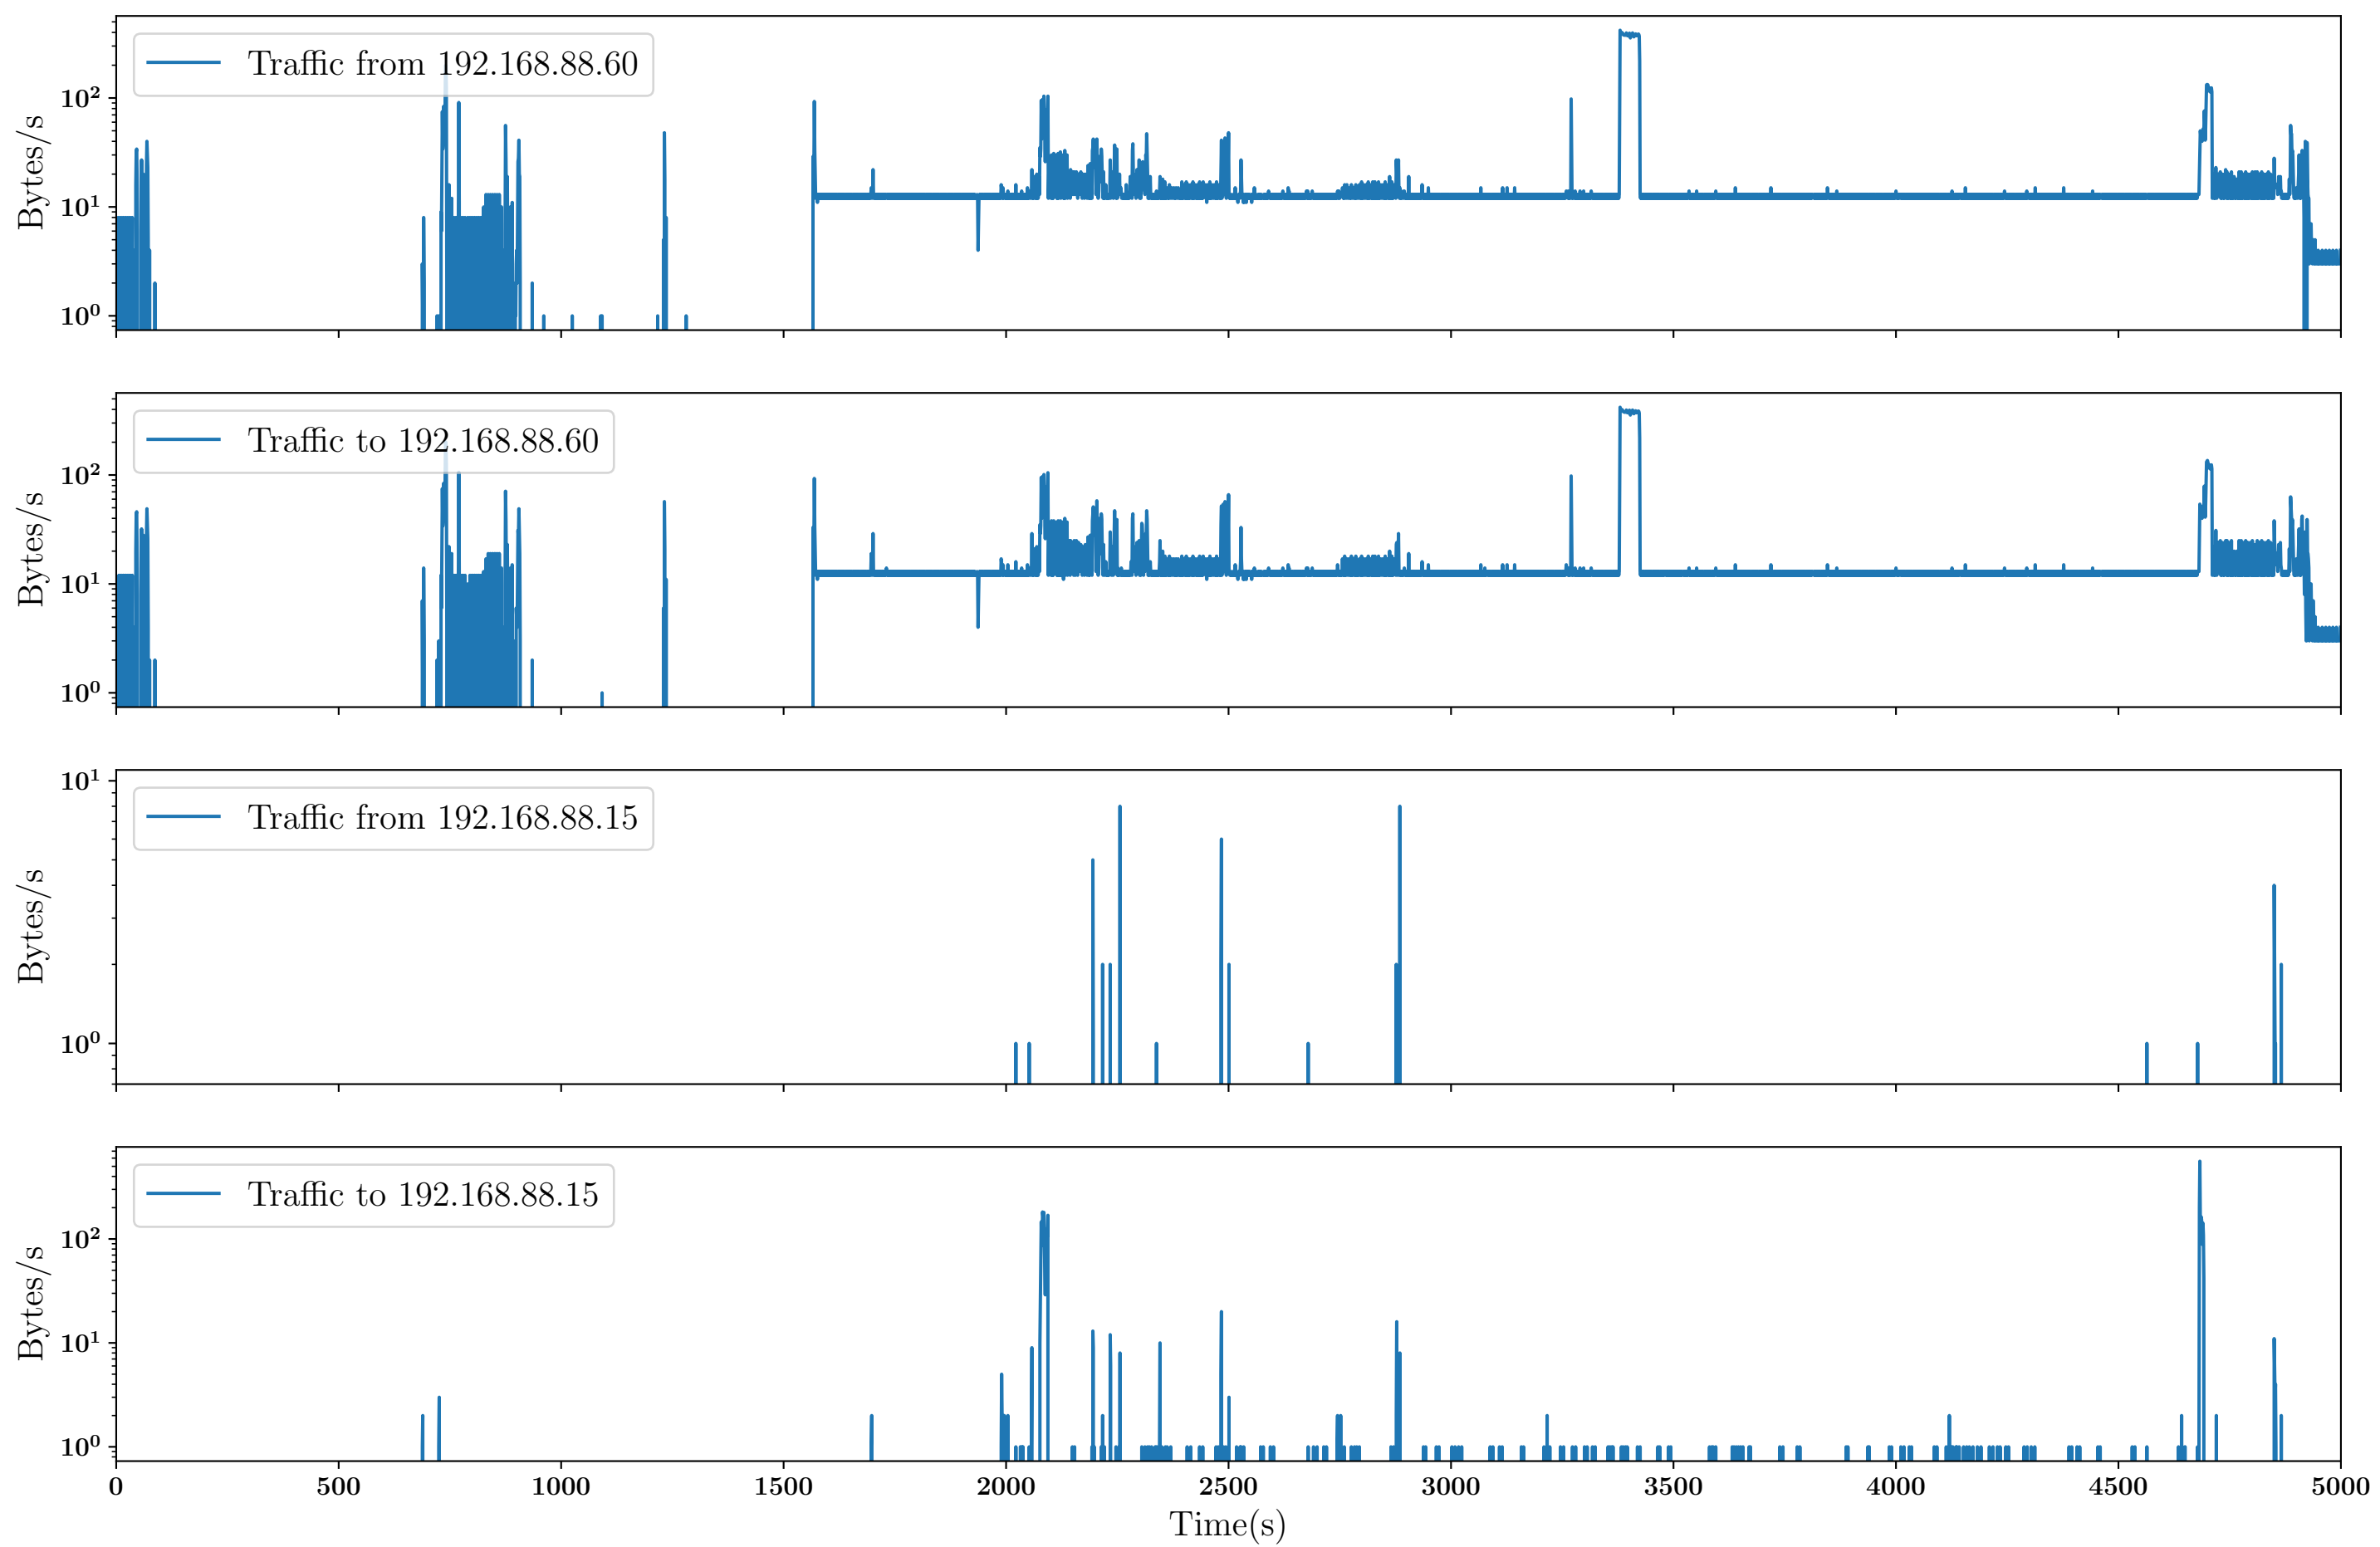 Traffic from 192.168.88.60
Bytes/s
10²
10¹
10⁰
Traffic to 192.168.88.60
Bytes/s
10²
10¹
10⁰
Traffic from 192.168.88.15
Bytes/s
10¹
10⁰
Traffic to 192.168.88.15
Bytes/s
10²
10¹
10⁰
0 500 1000 1500 2000 2500 3000 3500 4000 4500 5000
Time(s)